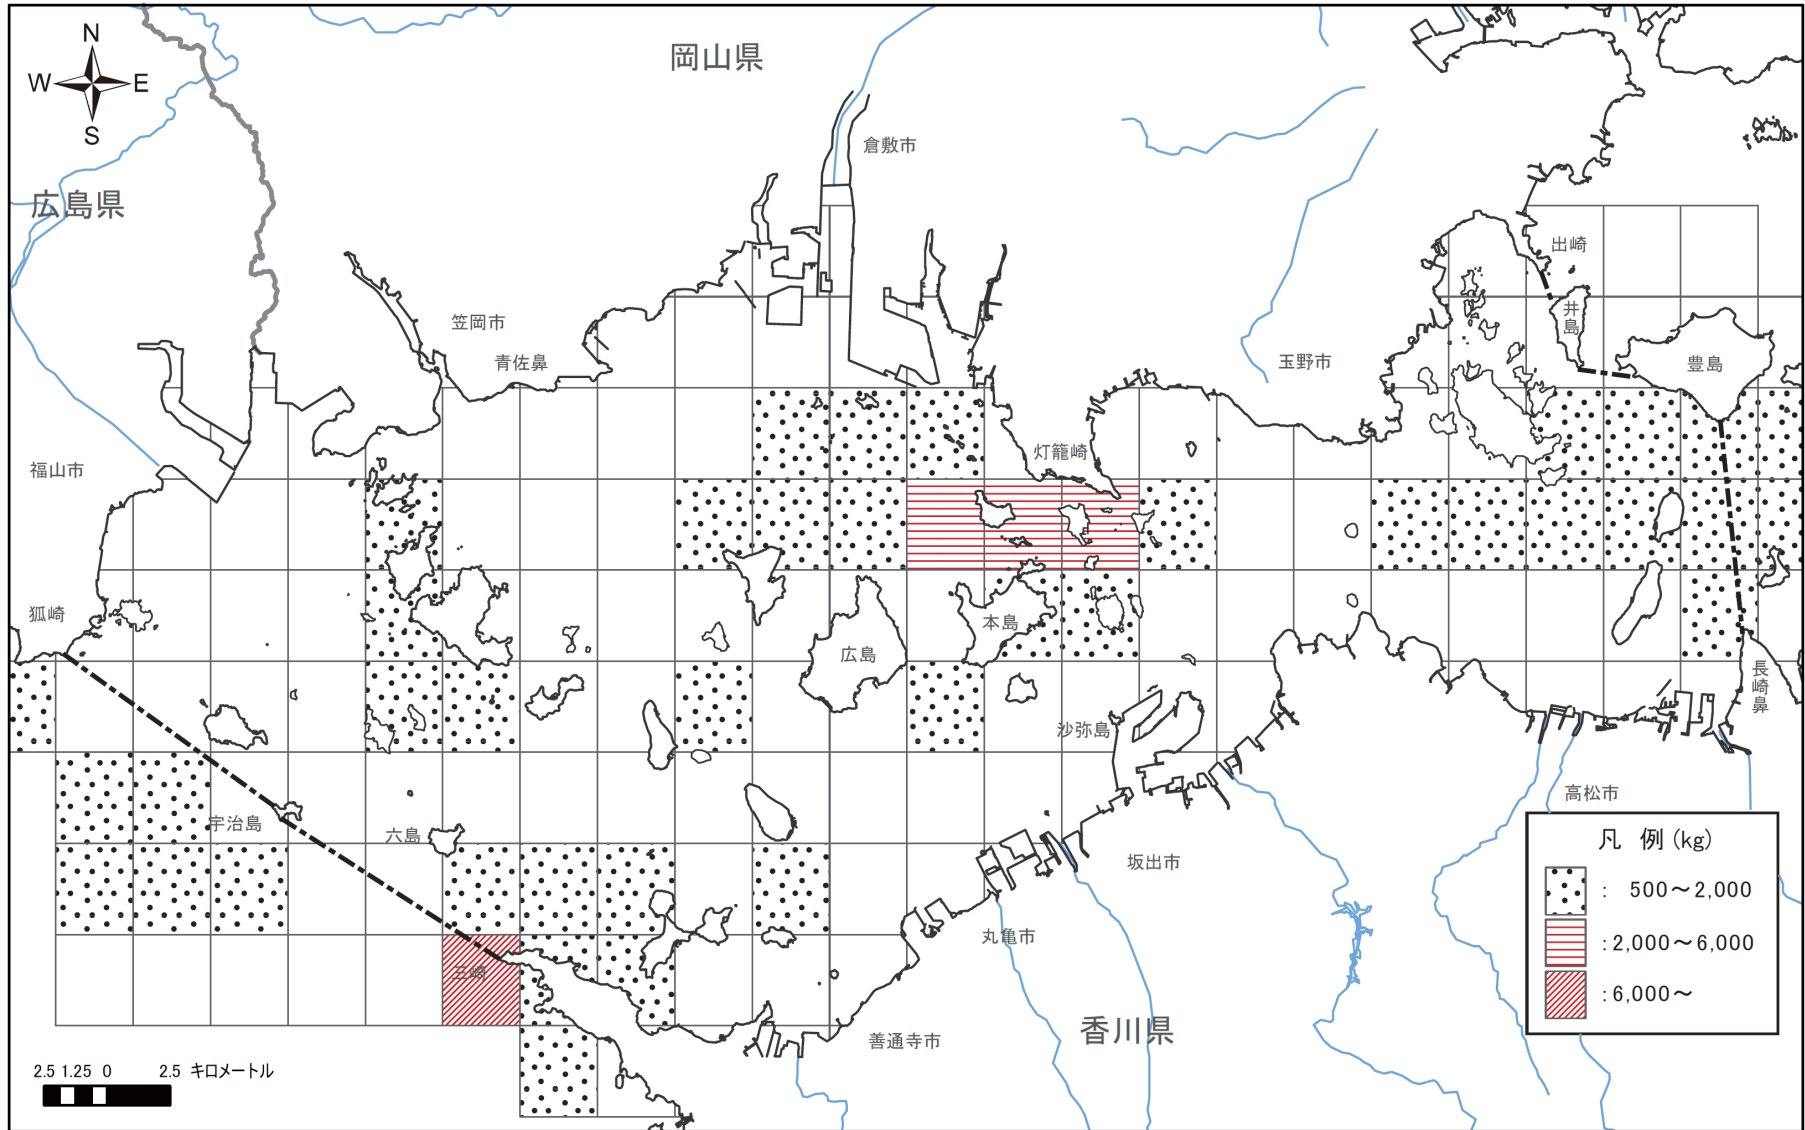 N
W E
S
岡山県
倉敷市
広島県
出崎
井島
笠岡市
青佐鼻
玉野市
豊島
灯籠崎
福山市
狐崎
本島
広島
長崎鼻
沙弥島
高松市
宇治島
六島
坂出市
凡 例 (kg)
: 500～2,000
:2,000～6,000
:6,000～
丸亀市
三崎
善通寺市
香川県
2.5 1.25 0 2.5 キロメートル